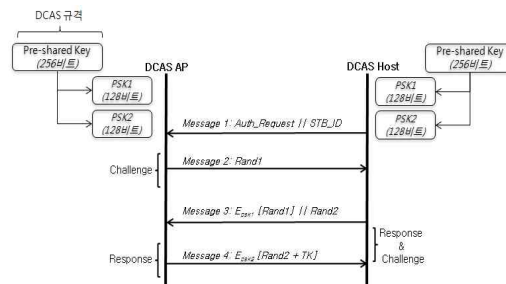 DCAS 규격
Pre-shared Key
(256비트)
DCAS AP
DCAS Host
Pre-shared Key
(256비트)
PSK1
(128비트)
PSK1
(128비트)
PSK2
(128비트)
PSK2
(128비트)
Message 1: Auth_Request || STB_ID
Challenge
Message 2: Rand1
Message 3: E_PSK1 [Rand1] || Rand2
Response
&
Challenge
Response
Message 4: E_PSK2 [Rand2 + TK]